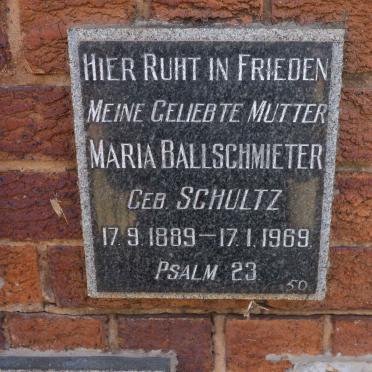 HIER RUHT IN FRIEDEN
MEINE GELIEBTE MUTTER
MARIA BALLSCHMIETER
GEB. SCHULTZ
17.9.1889 — 17.1.1969.
PSALM 23
50